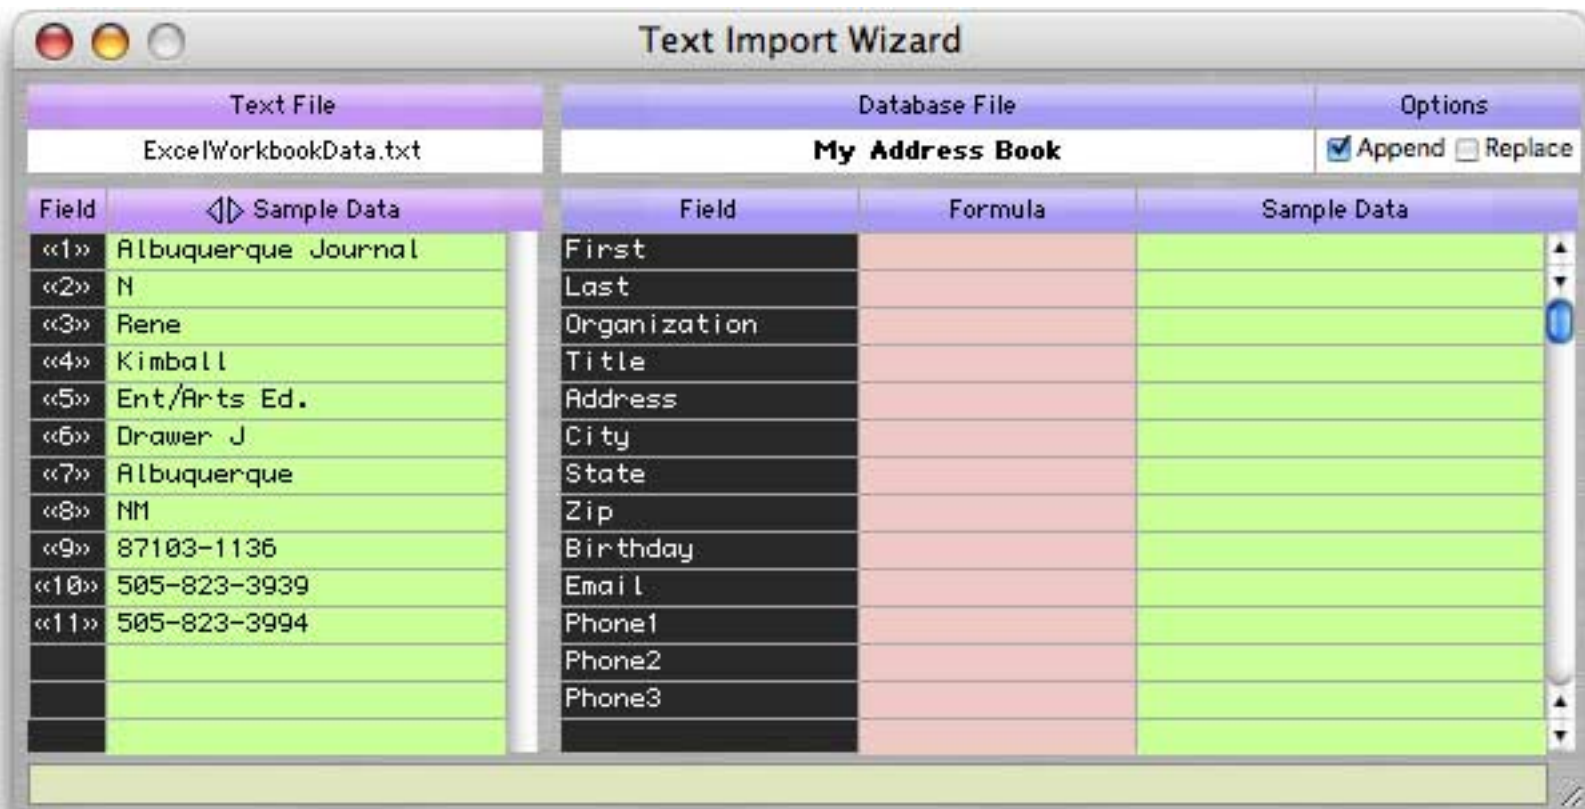 Text Import Wizard
Text File
Database File
Options
ExcelWorkbookData.txt
My Address Book
Append
Replace
Field
Sample Data
Field
Formula
Sample Data
«1» Albuquerque Journal
«2» N
«3» Rene
«4» Kimball
«5» Ent/Arts Ed.
«6» Drawer J
«7» Albuquerque
«8» NM
«9» 87103-1136
«10» 505-823-3939
«11» 505-823-3994
First
Last
Organization
Title
Address
City
State
Zip
Birthday
Email
Phone1
Phone2
Phone3